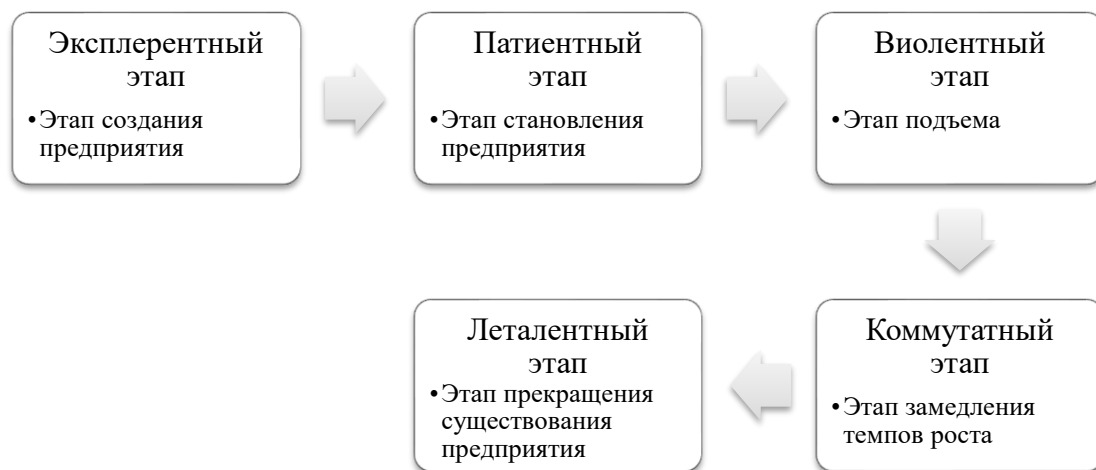 Эксплерентный
этап
•Этап создания
предприятия
Патиентный
этап
•Этап становления
предприятия
Виолентный
этап
•Этап подъема
Коммутатный
этап
•Этап замедления
темпов роста
Леталентный
этап
•Этап прекращения
существования
предприятия